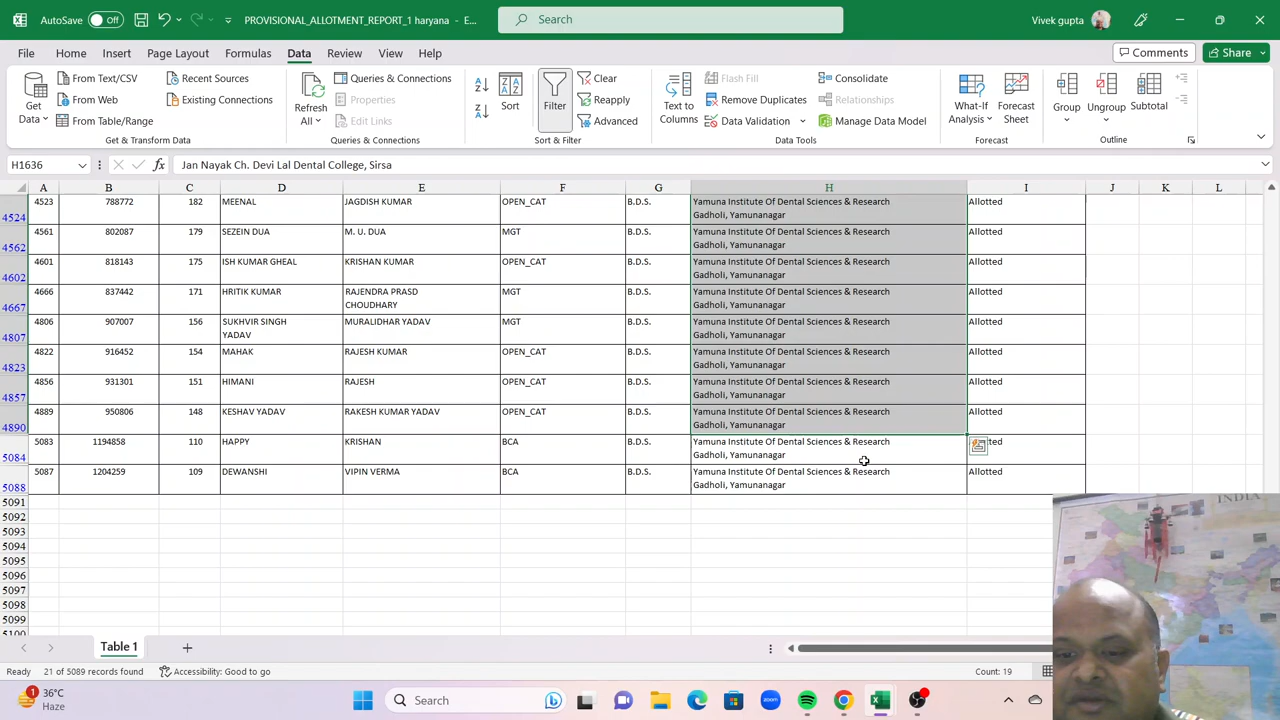 AutoSave Off PROVISIONAL_ALLOTMENT_REPORT_1 haryana - E... Search Vivek gupta
File Home Insert Page Layout Formulas Data Review View Help Comments Share
Get Data From Text/CSV From Web From Table/Range Recent Sources Existing Connections
Refresh All Queries & Connections Properties Edit Links
Sort Filter Clear Reapply Advanced
Text to Columns Flash Fill Remove Duplicates Data Validation Consolidate Relationships Manage Data Model
What-If Analysis Forecast Sheet Group Ungroup Subtotal
Get & Transform Data Queries & Connections Sort & Filter Data Tools Forecast Outline
H1636 fx Jan Nayak Ch. Devi Lal Dental College, Sirsa
A B C D E F G H I J K L
4524 4523 788772 182 MEENAL JAGDISH KUMAR OPEN_CAT B.D.S. Yamuna Institute Of Dental Sciences & Research Allotted
Gadholi, Yamunanagar
4562 4561 802087 179 SEZEIN DUA M. U. DUA MGT B.D.S. Yamuna Institute Of Dental Sciences & Research Allotted
Gadholi, Yamunanagar
4602 4601 818143 175 ISH KUMAR GHEAL KRISHAN KUMAR OPEN_CAT B.D.S. Yamuna Institute Of Dental Sciences & Research Allotted
Gadholi, Yamunanagar
4667 4666 837442 171 HRITIK KUMAR RAJENDRA PRASD MGT B.D.S. Yamuna Institute Of Dental Sciences & Research Allotted
CHOUDHARY Gadholi, Yamunanagar
4807 4806 907007 156 SUKHVIR SINGH MURALIDHAR YADAV MGT B.D.S. Yamuna Institute Of Dental Sciences & Research Allotted
YADAV Gadholi, Yamunanagar
4823 4822 916452 154 MAHAK RAJESH KUMAR OPEN_CAT B.D.S. Yamuna Institute Of Dental Sciences & Research Allotted
Gadholi, Yamunanagar
4857 4856 931301 151 HIMANI RAJESH OPEN_CAT B.D.S. Yamuna Institute Of Dental Sciences & Research Allotted
Gadholi, Yamunanagar
4890 4889 950806 148 KESHAV YADAV RAKESH KUMAR YADAV OPEN_CAT B.D.S. Yamuna Institute Of Dental Sciences & Research Allotted
Gadholi, Yamunanagar
5084 5083 1194858 110 HAPPY KRISHAN BCA B.D.S. Yamuna Institute Of Dental Sciences & Research tted
Gadholi, Yamunanagar
5088 5087 1204259 109 DEWANSHI VIPIN VERMA BCA B.D.S. Yamuna Institute Of Dental Sciences & Research Allotted
Gadholi, Yamunanagar
5091
5092
5093
5094
5095
5096
5097
5098
5099
5100
INDIA
Table 1
Ready 21 of 5089 records found Accessibility: Good to go Count: 19
1 36°C Haze Search zoom